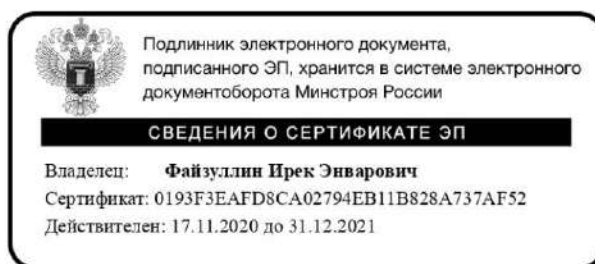 Подлинник электронного документа,
подписанного ЭП, хранится в системе электронного
документоборота Минстроя России
СВЕДЕНИЯ О СЕРТИФИКАТЕ ЭП
Владелец: Файзуллин Ирек Энварович
Сертификат: 0193F3EAFD8CA02794EB11B828A737AF52
Действителен: 17.11.2020 до 31.12.2021